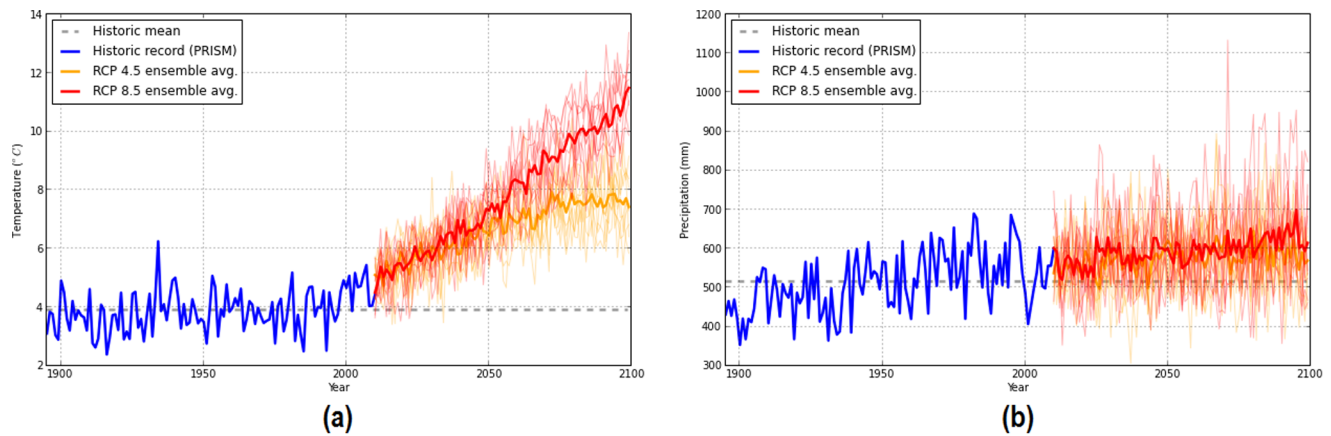 14
12
10
8
6
4
2
Temperature (°C)
Historic mean
Historic record (PRISM)
RCP 4.5 ensemble avg.
RCP 8.5 ensemble avg.
1900
1950
2000
2050
2100
Year
(a)
1200
1100
1000
900
800
700
600
500
400
300
Precipitation (mm)
Historic mean
Historic record (PRISM)
RCP 4.5 ensemble avg.
RCP 8.5 ensemble avg.
1900
1950
2000
2050
2100
Year
(b)